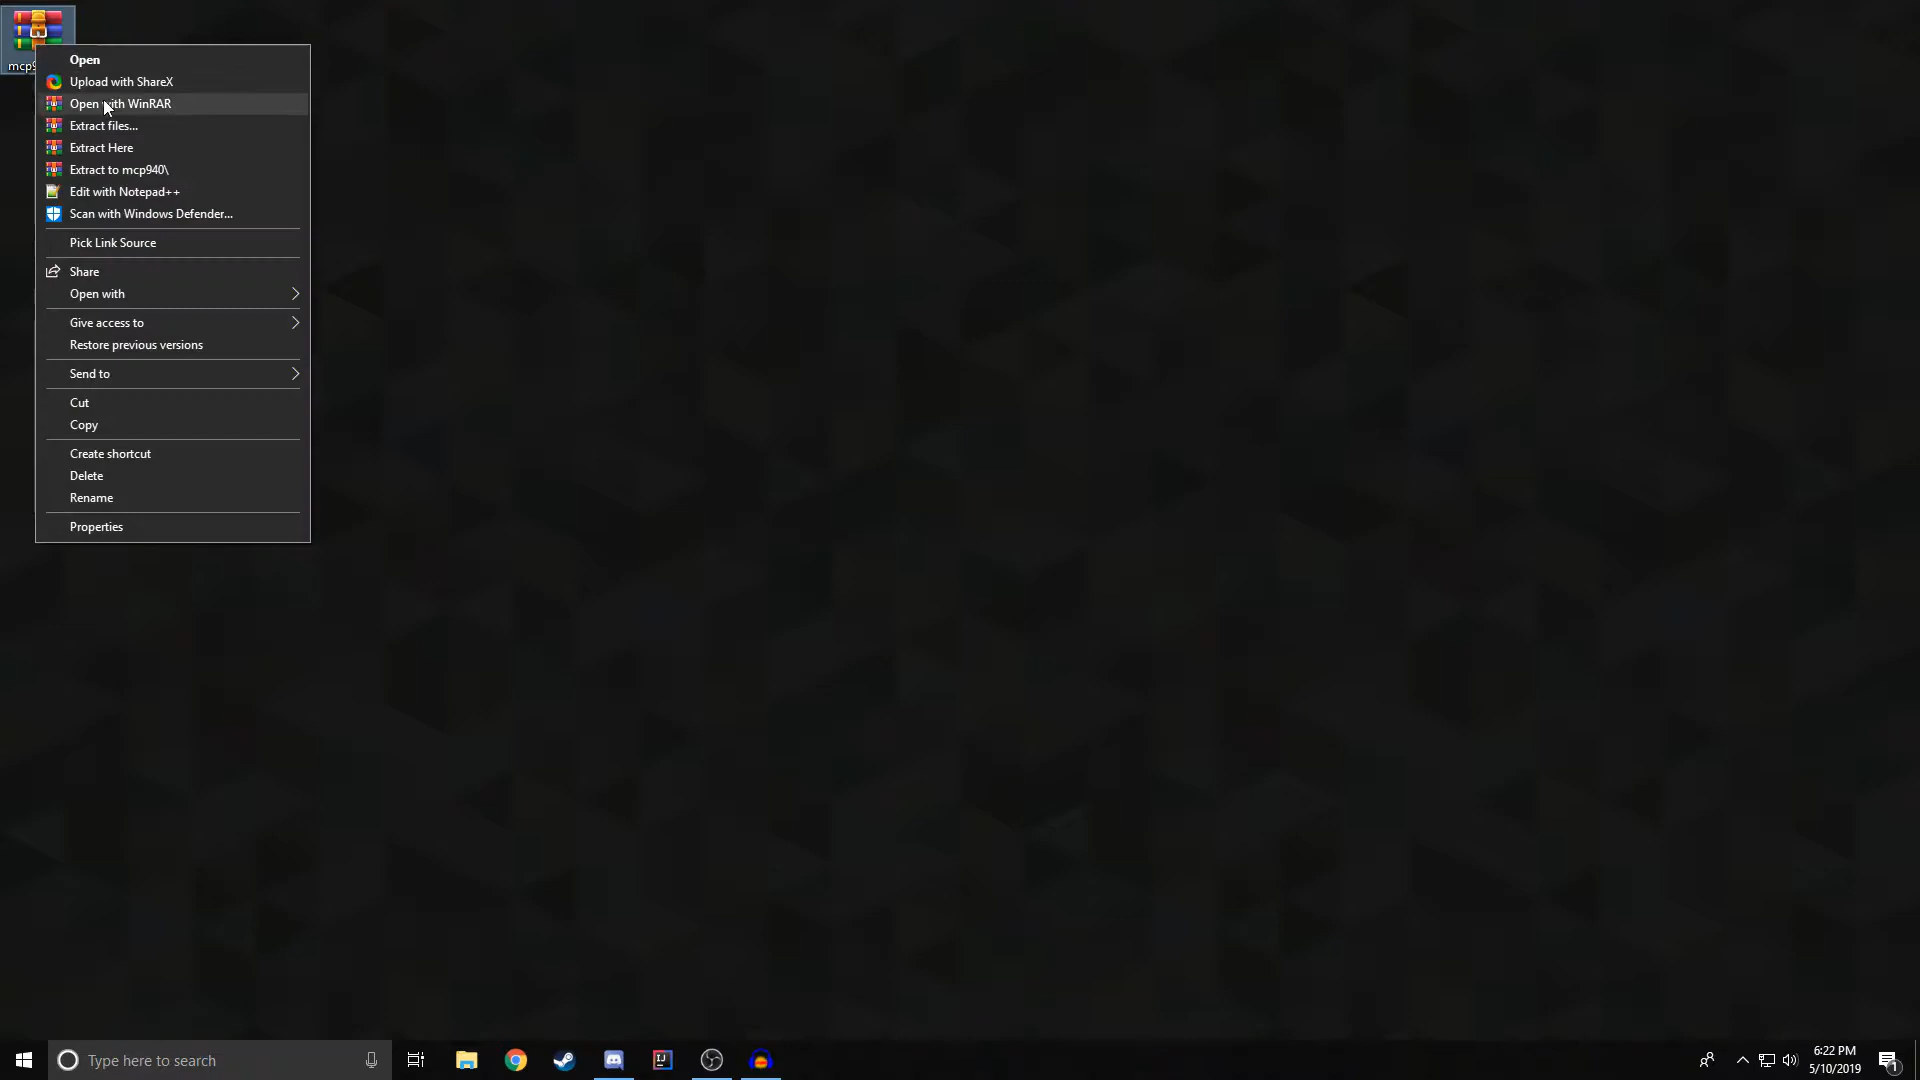 mcp9
Open
Upload with ShareX
Open with WinRAR
Extract files...
Extract Here
Extract to mcp940\
Edit with Notepad++
Scan with Windows Defender...
Pick Link Source
Share
Open with
Give access to
Restore previous versions
Send to
Cut
Copy
Create shortcut
Delete
Rename
Properties
Type here to search
IJ
6:22 PM
5/10/2019
1